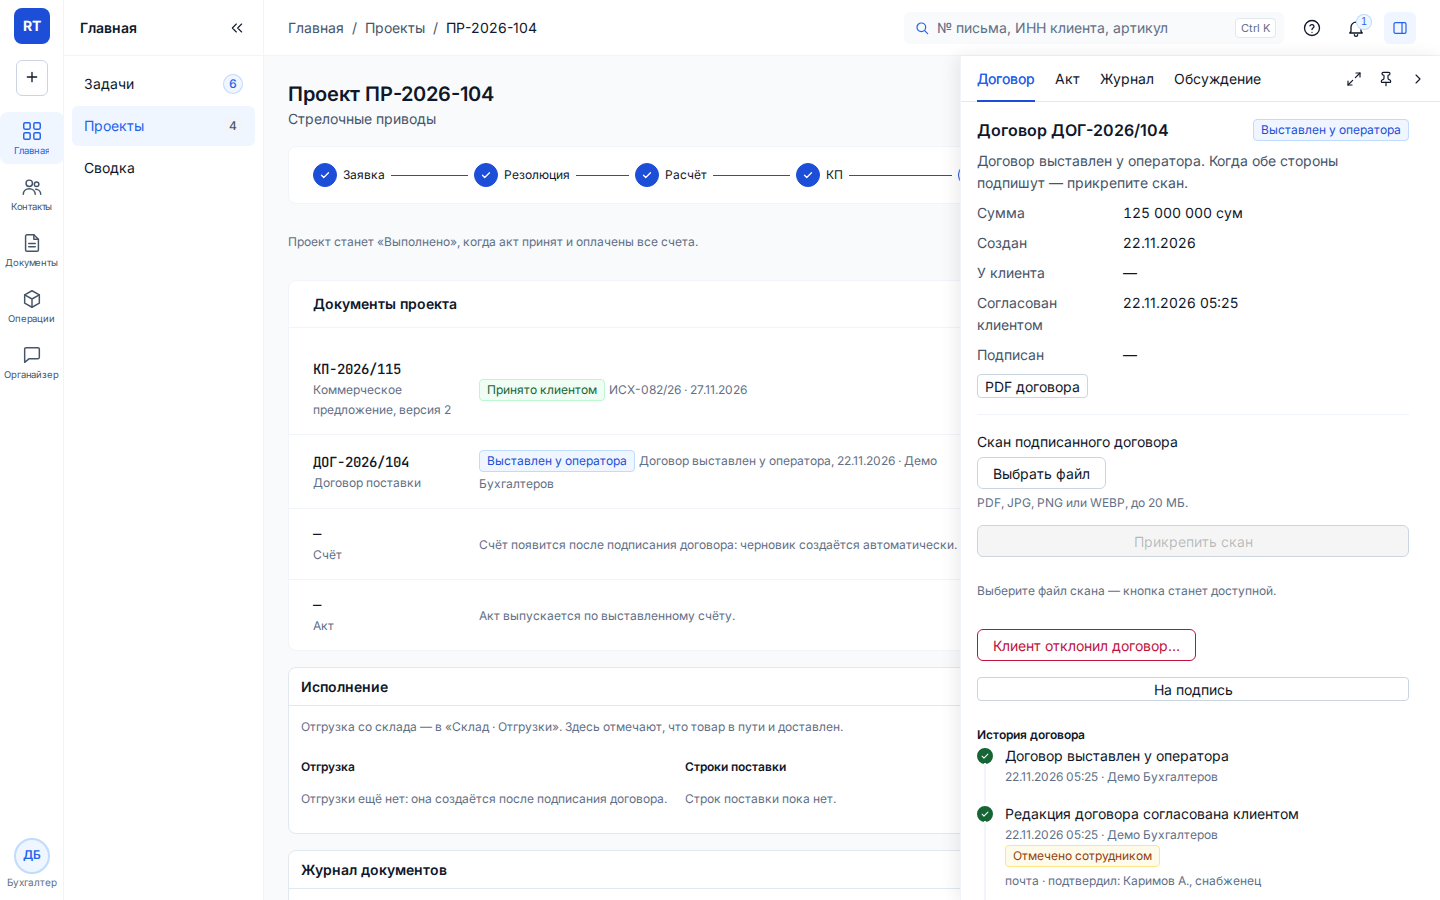 RT
Главная
Контакты
Документы
Операции
Органайзер
ДБ
Бухгалтер
Главная
Задачи 6
Проекты 4
Сводка
Главная / Проекты / ПР-2026-104
№ письма, ИНН клиента, артикул Ctrl K
1
Проект ПР-2026-104
Стрелочные приводы
Заявка Резолюция Расчёт КП
Проект станет «Выполнено», когда акт принят и оплачены все счета.
Документы проекта
КП-2026/115
Коммерческое
предложение, версия 2
Принято клиентом ИСХ-082/26 · 27.11.2026
ДОГ-2026/104
Договор поставки
Выставлен у оператора Договор выставлен у оператора, 22.11.2026 · Демо
Бухгалтеров
—
Счёт
Счёт появится после подписания договора: черновик создаётся автоматически.
—
Акт
Акт выпускается по выставленному счёту.
Исполнение
Отгрузка со склада — в «Склад · Отгрузки». Здесь отмечают, что товар в пути и доставлен.
Отгрузка
Отгрузки ещё нет: она создаётся после подписания договора.
Строки поставки
Строк поставки пока нет.
Журнал документов
Договор Акт Журнал Обсуждение
Договор ДОГ-2026/104 Выставлен у оператора
Договор выставлен у оператора. Когда обе стороны
подпишут — прикрепите скан.
Сумма 125 000 000 сум
Создан 22.11.2026
У клиента —
Согласован
клиентом
22.11.2026 05:25
Подписан —
PDF договора
Скан подписанного договора
Выбрать файл
PDF, JPG, PNG или WEBP, до 20 МБ.
Прикрепить скан
Выберите файл скана — кнопка станет доступной.
Клиент отклонил договор...
На подпись
История договора
Договор выставлен у оператора
22.11.2026 05:25 · Демо Бухгалтеров
Редакция договора согласована клиентом
22.11.2026 05:25 · Демо Бухгалтеров
Отмечено сотрудником
почта · подтвердил: Каримов А., снабженец